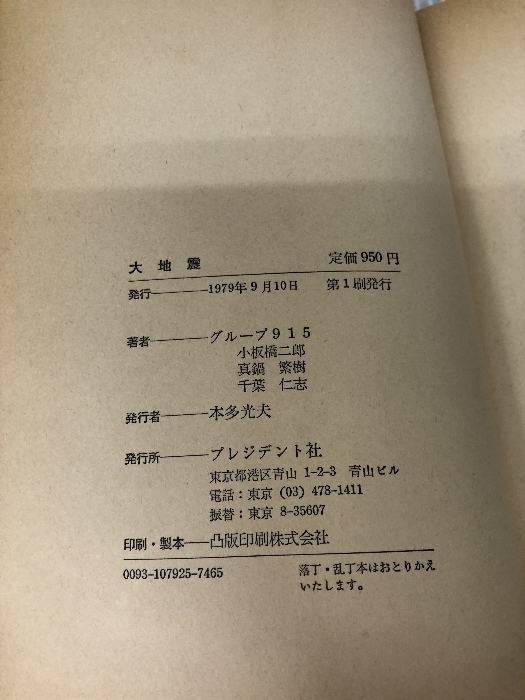 大地震 定価950円
発行――1979年9月10日 第1刷発行
著者――グループ915
小板橋二郎
真鍋 繁樹
千葉 仁志
発行者――本多光夫
発行所――プレジデント社
東京都港区青山 1-2-3 青山ビル
電話:東京 (03) 478-1411
振替:東京 8-35607
印刷・製本――凸版印刷株式会社
0093-107925-7465 落丁・乱丁本はおとりかえ
いたします。